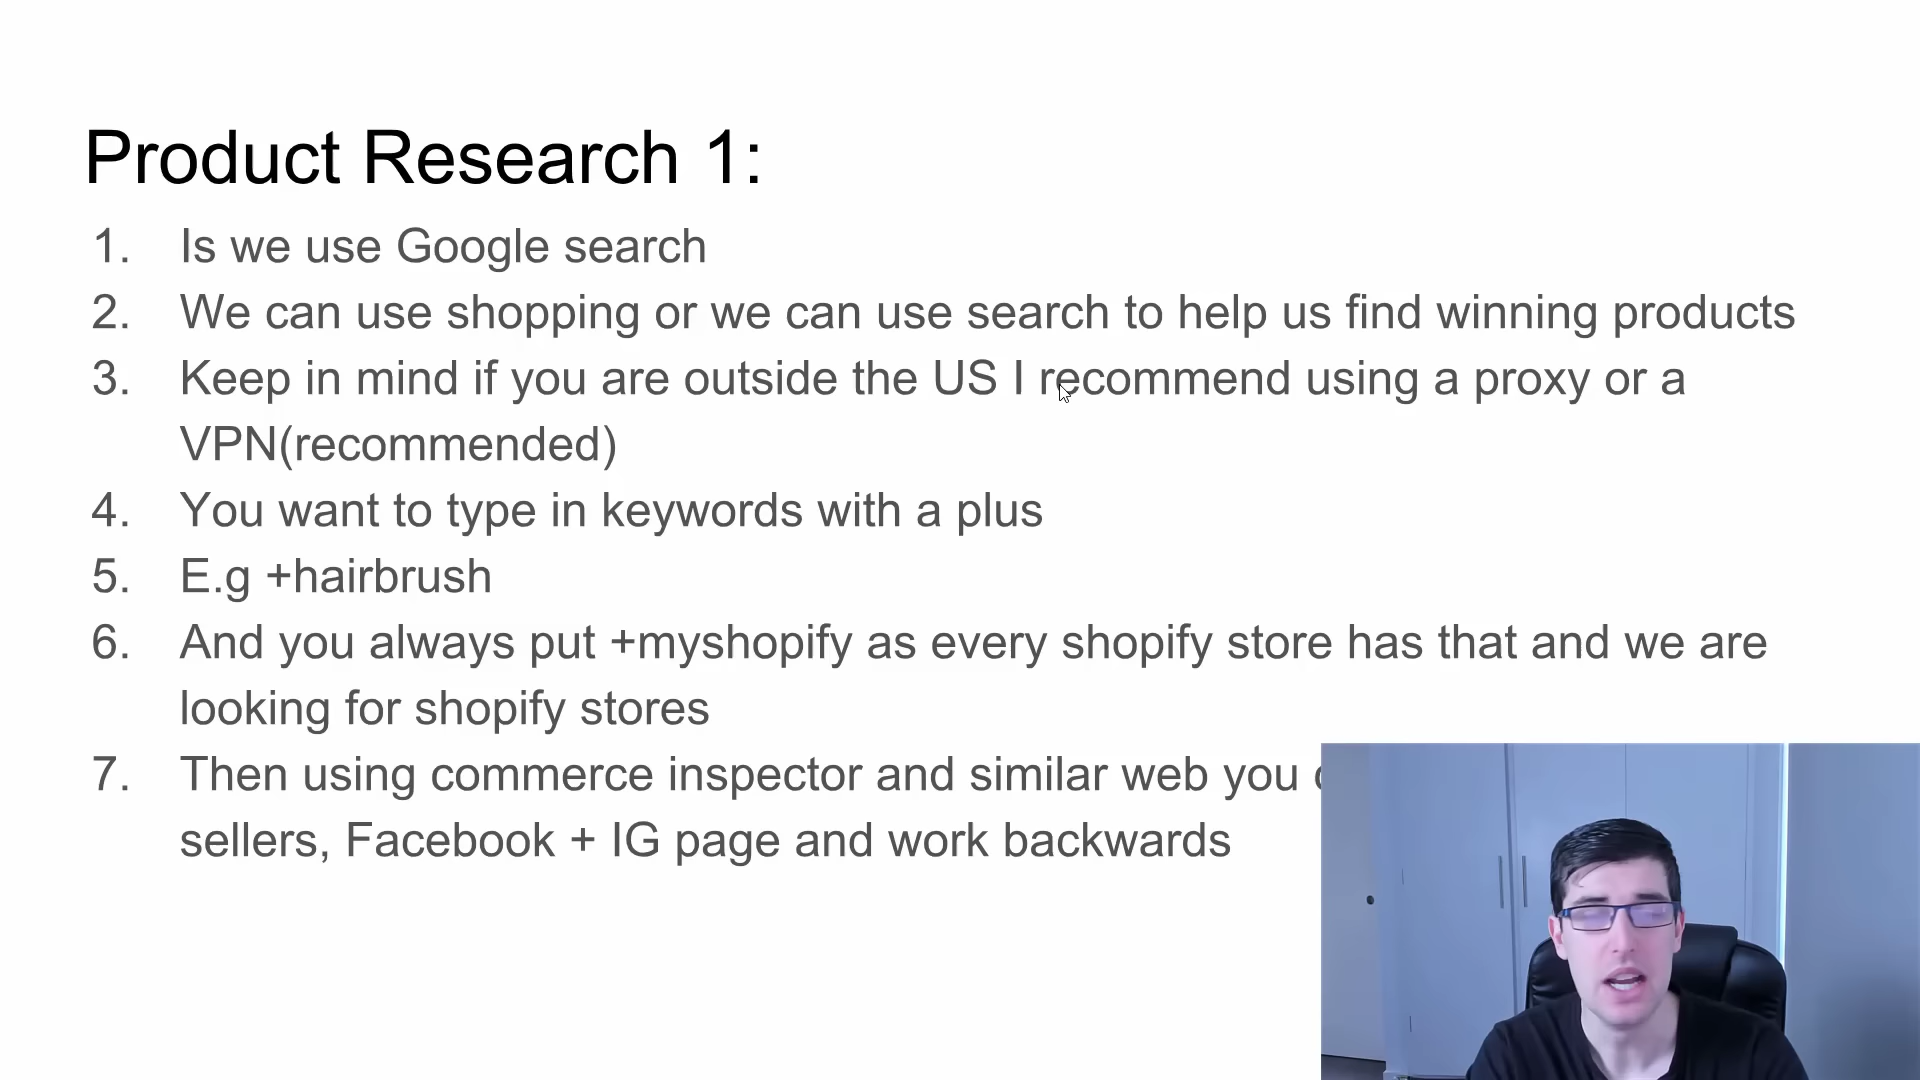 Product Research 1:
1. Is we use Google search
2. We can use shopping or we can use search to help us find winning products
3. Keep in mind if you are outside the US I recommend using a proxy or a
VPN(recommended)
4. You want to type in keywords with a plus
5. E.g +hairbrush
6. And you always put +myshopify as every shopify store has that and we are
looking for shopify stores
7. Then using commerce inspector and similar web you
sellers, Facebook + IG page and work backwards